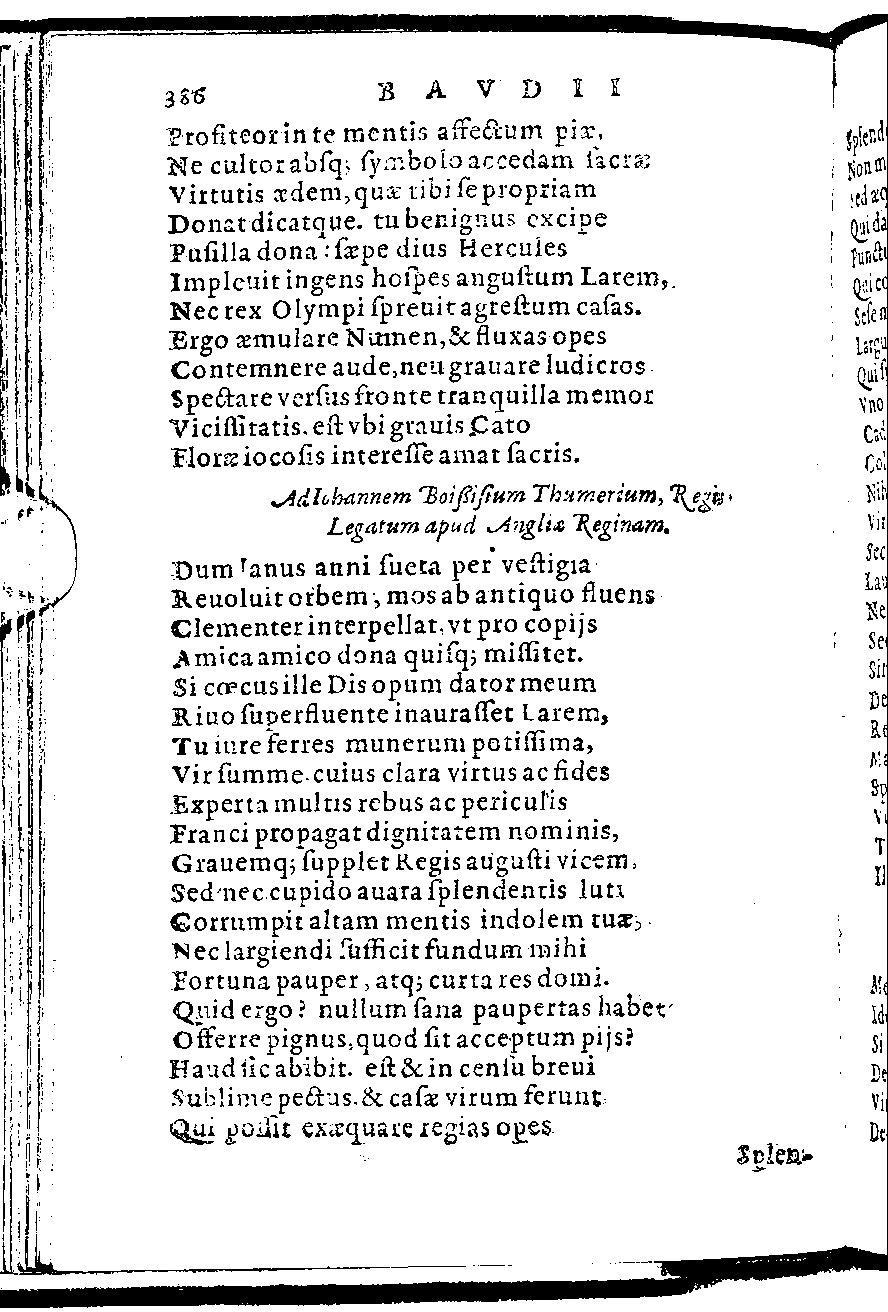 386 BAVDII
Profiteor in te mentis affectum piæ,
Ne cultor absq; symbolo accedam sacræ
Virtutis ædem, quæ tibi se propriam
Donat dicatque. tu benignus excipe
Pusilla dona: sæpe dius Hercules
Impleuit ingens hospes angustum Larem,
Nec rex Olympi spreuit agrestum casas.
Ergo æmulare Numen, & fluxas opes
Contemnere aude, neu grauare ludicros
Spectare versus fronte tranquilla memor
Vicissitatis. est vbi grauis Cato
Floræ iocosis interesse amat sacris.
Ad Iohannem Boissisium Thumerium, Regis
Legatum apud Angliæ Reginam.
Dum Ianus anni sueta per vestigia
Reuoluit orbem, mos ab antiquo fluens
Clementer interpellat, vt pro copijs
Amica amico dona quisq; missitet.
Si cœcus ille Dis opum dator meum
Riuo superfluente inaurasset Larem,
Tu iure ferres munerum potissima,
Vir summe. cuius clara virtus ac fides
Experta multis rebus ac periculis
Franci propagat dignitatem nominis,
Grauemq; supplet Regis augusti vicem,
Sed nec cupido auara splendentis luti
Corrumpit altam mentis indolem tuæ,
Nec largiendi sufficit fundum mihi
Fortuna pauper, atq; curta res domi.
Quid ergo? nullum sana paupertas habet
Offerre pignus, quod sit acceptum pijs?
Haud sic abibit. est & in censu breui
Sublime pectus. & casæ virum ferunt
Qui possit exæquare regias opes
Splen-
Splend
Non m
sed æq
Qui da
Punctu
Qui co
Sese m
Largu
Qui
Vno
Cad
Col
Nih
Vir
Sec
Lau
Ne
Sed
Sin
De
Re
Ma
Sp
V
T
Il
Me
Ide
Si
De
Vi
De